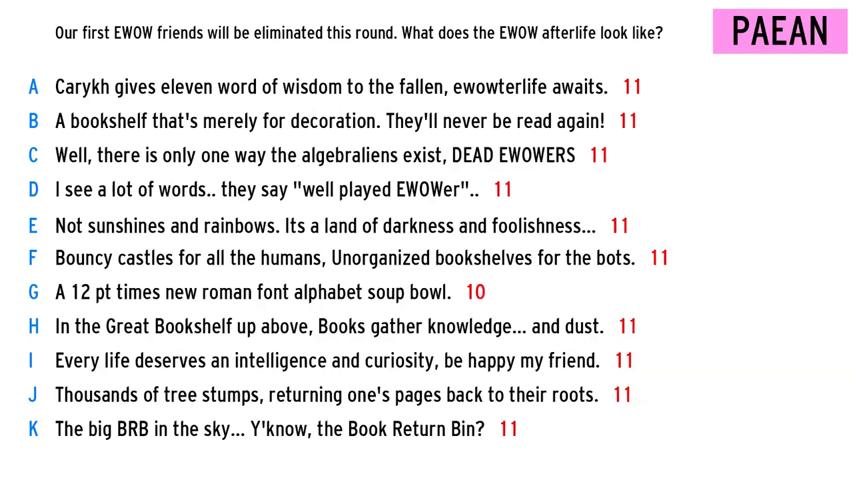 Our first EWOW friends will be eliminated this round. What does the EWOW afterlife look like?
PAEAN
A Carykh gives eleven word of wisdom to the fallen, ewowterlife awaits. 11
B A bookshelf that's merely for decoration. They'll never be read again! 11
C Well, there is only one way the algebraliens exist, DEAD EWOWERS 11
D I see a lot of words.. they say "well played EWOWer".. 11
E Not sunshines and rainbows. Its a land of darkness and foolishness... 11
F Bouncy castles for all the humans, Unorganized bookshelves for the bots. 11
G A 12 pt times new roman font alphabet soup bowl. 10
H In the Great Bookshelf up above, Books gather knowledge... and dust. 11
I Every life deserves an intelligence and curiosity, be happy my friend. 11
J Thousands of tree stumps, returning one's pages back to their roots. 11
K The big BRB in the sky... Y'know, the Book Return Bin? 11